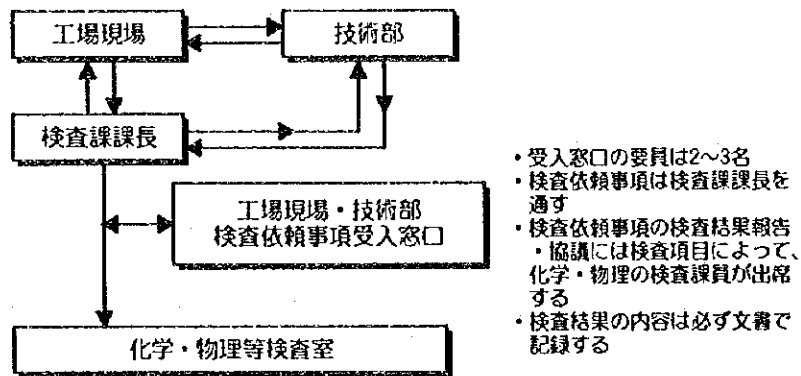 工場現場
技術部
検査課課長
工場現場・技術部
検査依頼事項受入窓口
化学・物理等検査室
・受入窓口の要員は2〜3名
・検査依頼事項は検査課課長を
通す
・検査依頼事項の検査結果報告
・協議には検査項目によって、
化学・物理の検査課員が出席
する
・検査結果の内容は必ず文書で
記録する